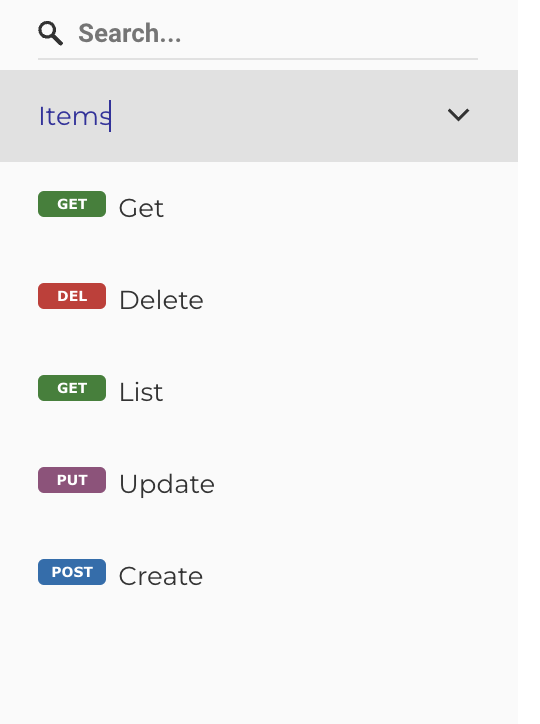 Search...
Items
GET Get
DEL Delete
GET List
PUT Update
POST Create